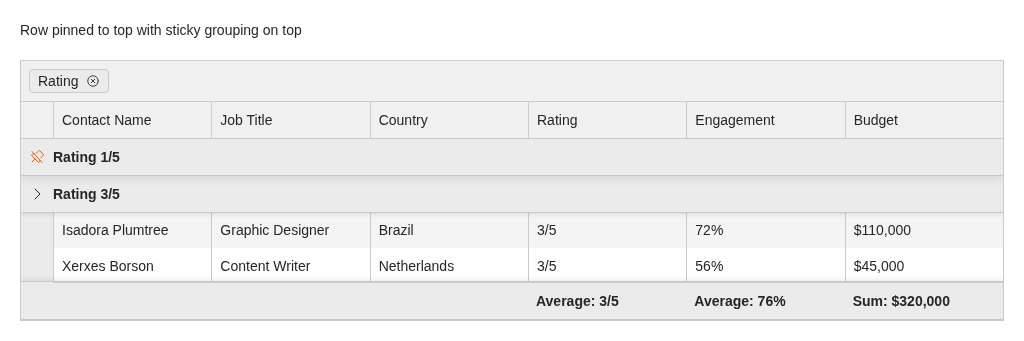 Row pinned to top with sticky grouping on top
Rating
Contact Name Job Title Country Rating Engagement Budget
Rating 1/5
Rating 3/5
Isadora Plumtree Graphic Designer Brazil 3/5 72% $110,000
Xerxes Borson Content Writer Netherlands 3/5 56% $45,000
Average: 3/5 Average: 76% Sum: $320,000